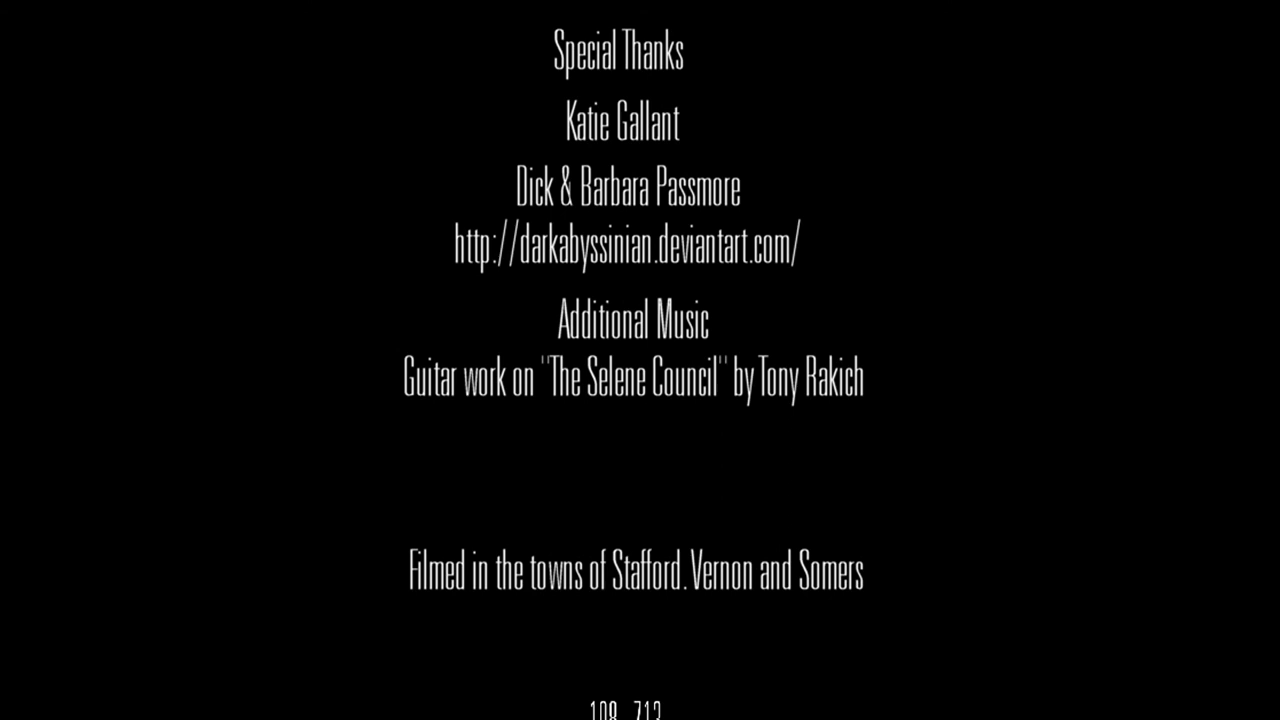 Special Thanks
Katie Gallant
Dick & Barbara Passmore
http://darkabyssinian.deviantart.com/
Additional Music
Guitar work on "The Selene Council" by Tony Rakich
Filmed in the towns of Stafford. Vernon and Somers